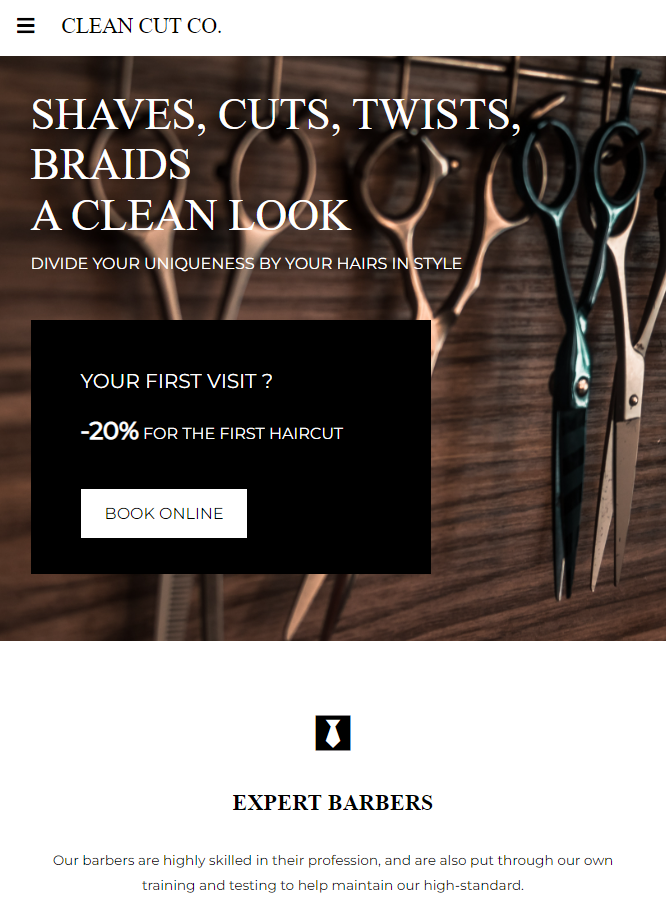 CLEAN CUT CO.
SHAVES, CUTS, TWISTS,
BRAIDS
A CLEAN LOOK
DIVIDE YOUR UNIQUENESS BY YOUR HAIRS IN STYLE
YOUR FIRST VISIT ?
-20% FOR THE FIRST HAIRCUT
BOOK ONLINE
EXPERT BARBERS
Our barbers are highly skilled in their profession, and are also put through our own
training and testing to help maintain our high-standard.